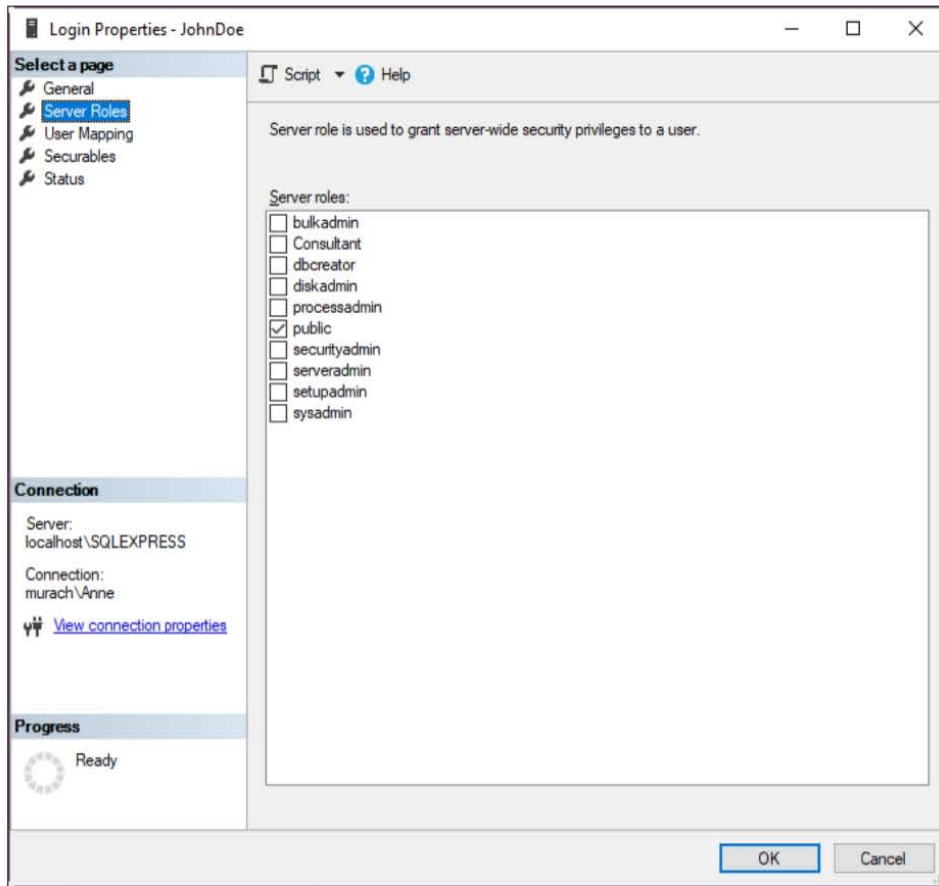 Login Properties - JohnDoe
Select a page
General
Server Roles
User Mapping
Securables
Status
Script
Help
Server role is used to grant server-wide security privileges to a user.
Server roles:
bulkadmin
Consultant
dbcreator
diskadmin
processadmin
public
securityadmin
serveradmin
setupadmin
sysadmin
Connection
Server:
localhost\SQLEXPRESS
Connection:
murach\Anne
View connection properties
Progress
Ready
OK
Cancel